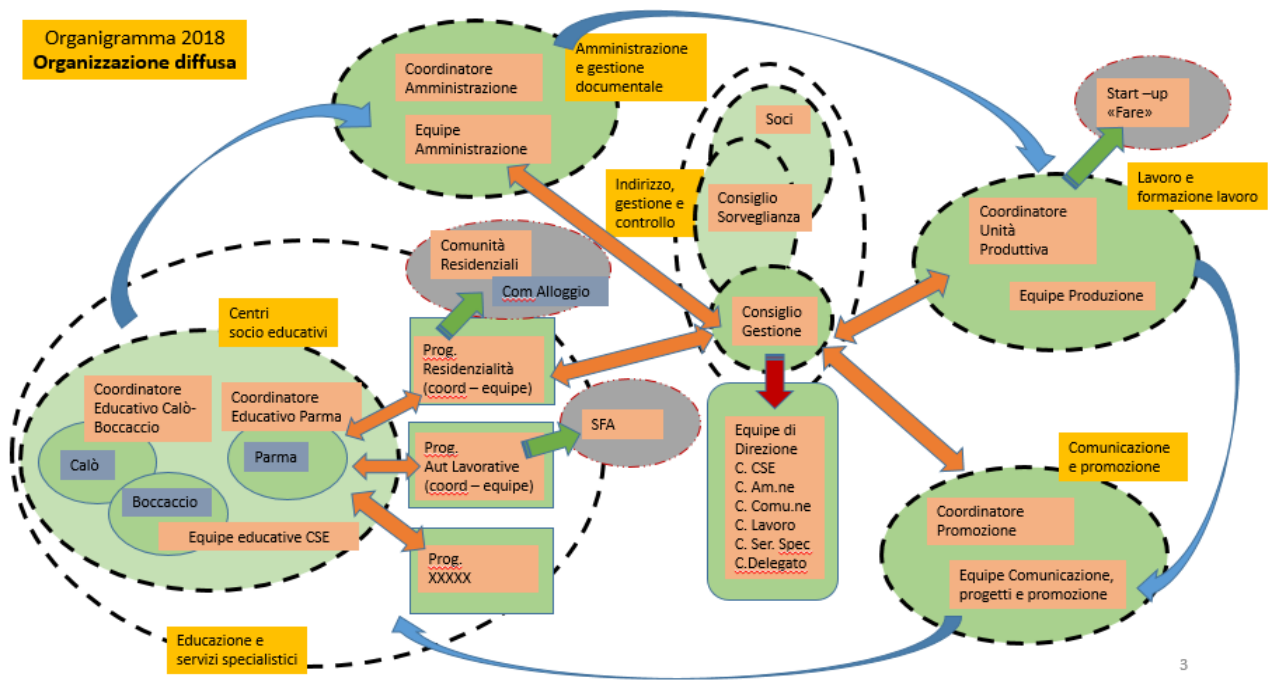 Organigramma 2018
Organizzazione diffusa
Coordinatore
Amministrazione
Equipe
Amministrazione
Amministrazione
e gestione
documentale
Soci
Consiglio
Sorveglianza
Indirizzo,
gestione e
controllo
Start –up
«Fare»
Lavoro e
formazione lavoro
Coordinatore
Unità
Produttiva
Equipe Produzione
Comunità
Residenziali
Com Alloggio
Consiglio
Gestione
Centri
socio educativi
Prog.
Residenzialità
(coord – equipe)
Coordinatore
Educativo Calò-
Boccaccio
Coordinatore
Educativo Parma
Calò
Parma
Boccaccio
Equipe educative CSE
Prog.
Aut Lavorative
(coord – equipe)
SFA
Prog.
XXXXX
Equipe di
Direzione
C. CSE
C. Am.ne
C. Comu.ne
C. Lavoro
C. Ser. Spec
C.Delegato
Comunicazione
e promozione
Coordinatore
Promozione
Equipe Comunicazione,
progetti e promozione
Educazione e
servizi specialistici
3